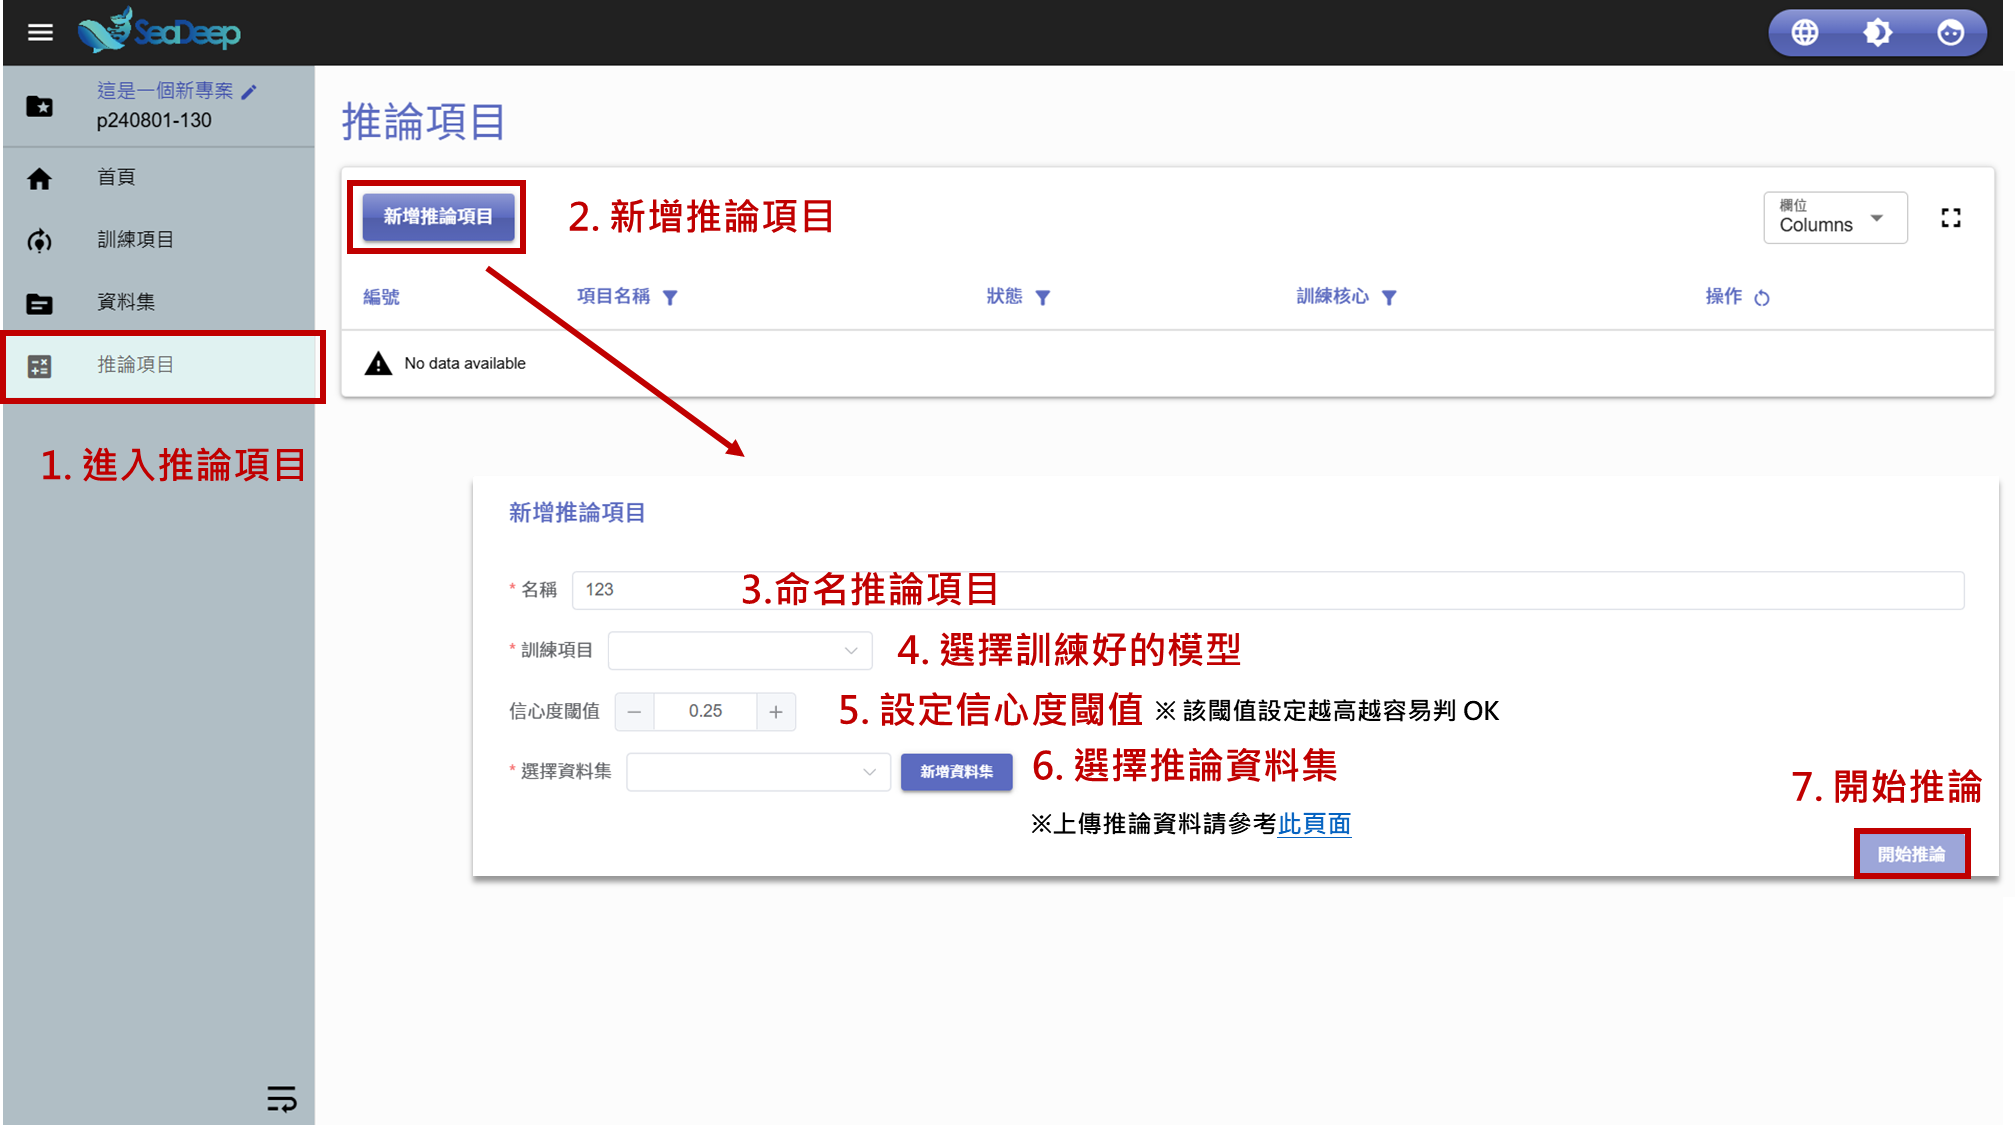 SeaDeep
這是一個新專案
p240801-130
首頁
訓練項目
資料集
推論項目
1. 進入推論項目
推論項目
新增推論項目
2. 新增推論項目
欄位
Columns
編號 項目名稱 狀態 訓練核心 操作
No data available
新增推論項目
* 名稱 123 3.命名推論項目
* 訓練項目 4. 選擇訓練好的模型
信心度閾值 0.25 5. 設定信心度閾值 ※ 該閾值設定越高越容易判 OK
* 選擇資料集 新增資料集 6. 選擇推論資料集
※上傳推論資料請參考此頁面
7. 開始推論
開始推論